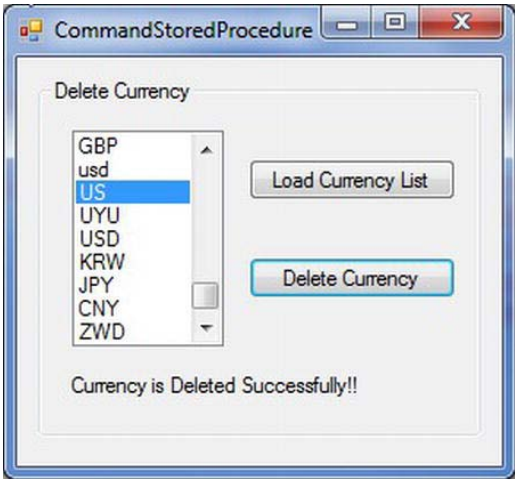 CommandStoredProcedure
Delete Currency
GBP
usd
US
UYU
USD
KRW
JPY
CNY
ZWD
Load Currency List
Delete Currency
Currency is Deleted Successfully!!